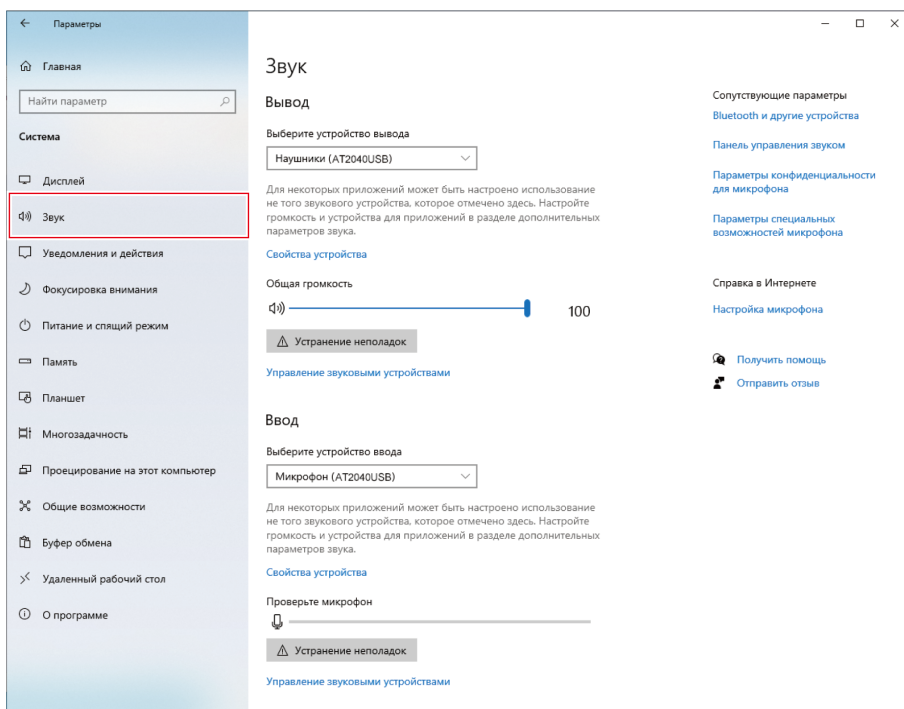 Параметры
Главная
Найти параметр
Система
Дисплей
Звук
Уведомления и действия
Фокусировка внимания
Питание и спящий режим
Память
Планшет
Многозадачность
Проецирование на этот компьютер
Общие возможности
Буфер обмена
Удаленный рабочий стол
О программе
Звук
Вывод
Выберите устройство вывода
Наушники (AT2040USB)
Для некоторых приложений может быть настроено использование
не того звукового устройства, которое отмечено здесь. Настройте
громкость и устройства для приложений в разделе дополнительных
параметров звука.
Свойства устройства
Общая громкость
100
Устранение неполадок
Управление звуковыми устройствами
Ввод
Выберите устройство ввода
Микрофон (AT2040USB)
Для некоторых приложений может быть настроено использование
не того звукового устройства, которое отмечено здесь. Настройте
громкость и устройства для приложений в разделе дополнительных
параметров звука.
Свойства устройства
Проверьте микрофон
Устранение неполадок
Управление звуковыми устройствами
Сопутствующие параметры
Bluetooth и другие устройства
Панель управления звуком
Параметры конфиденциальности
для микрофона
Параметры специальных
возможностей микрофона
Справка в Интернете
Настройка микрофона
Получить помощь
Отправить отзыв